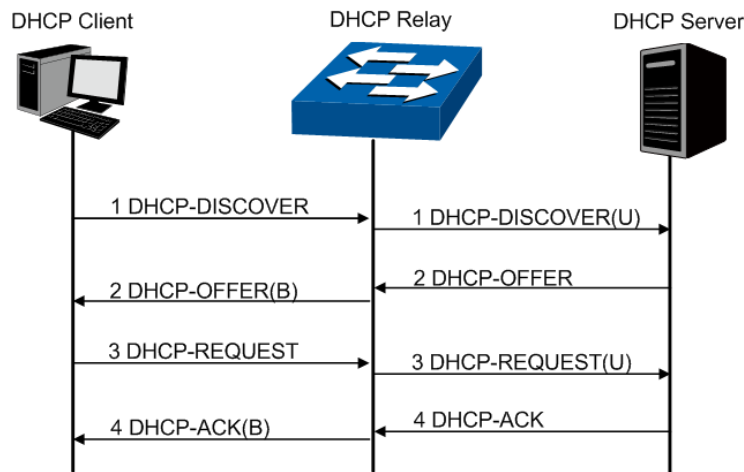 DHCP Client
DHCP Relay
DHCP Server
1 DHCP-DISCOVER
1 DHCP-DISCOVER(U)
2 DHCP-OFFER
2 DHCP-OFFER(B)
3 DHCP-REQUEST
3 DHCP-REQUEST(U)
4 DHCP-ACK
4 DHCP-ACK(B)